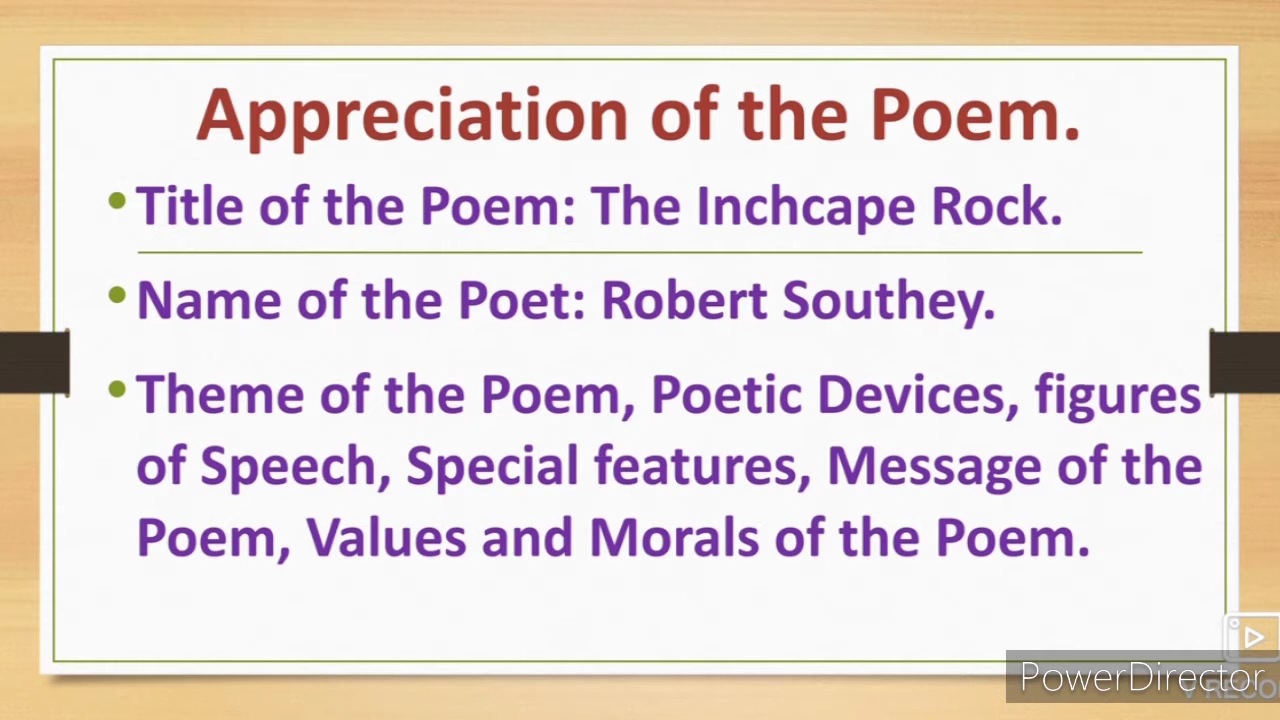 Appreciation of the Poem.
• Title of the Poem: The Inchcape Rock.
• Name of the Poet: Robert Southey.
• Theme of the Poem, Poetic Devices, figures
of Speech, Special features, Message of the
Poem, Values and Morals of the Poem.
PowerDirector